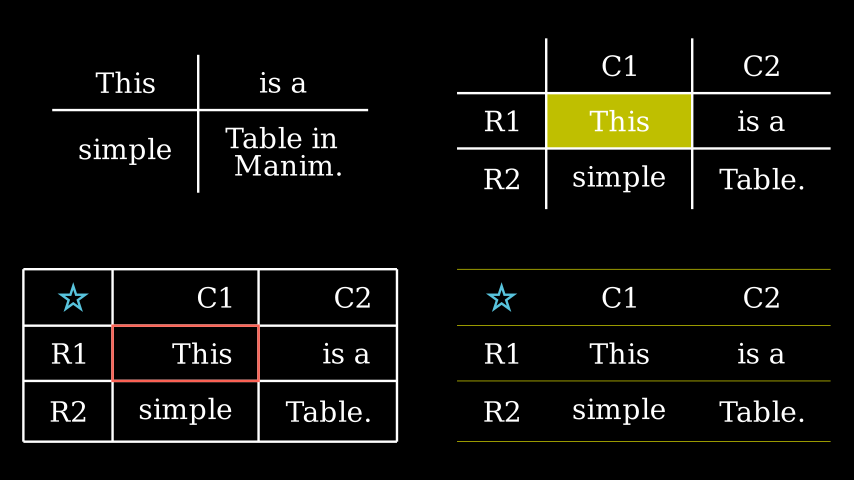 This is a
simple Table in
Manim.
C1 C2
R1 This is a
R2 simple Table.
C1 C2
R1 This is a
R2 simple Table.
C1 C2
R1 This is a
R2 simple Table.